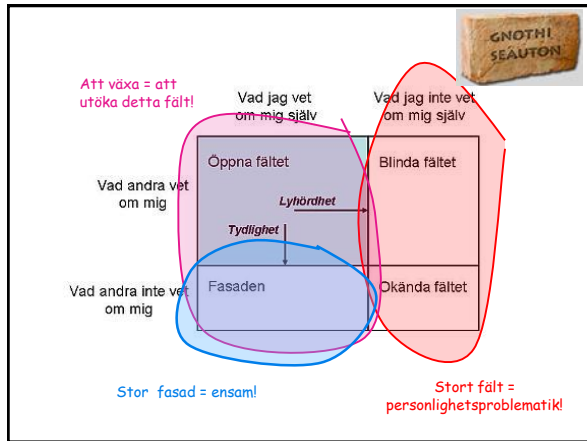 GNOTHI
SEÄUTON
Att växa = att
utöka detta fält!
Vad jag vet
om mig själv
Vad jag inte vet
om mig själv
Vad andra vet
om mig
Öppna fältet
Blinda fältet
Lyhördhet
Tydlighet
Vad andra inte vet
om mig
Fasaden
Okända fältet
Stor fasad = ensam!
Stort fält =
personlighetsproblematik!